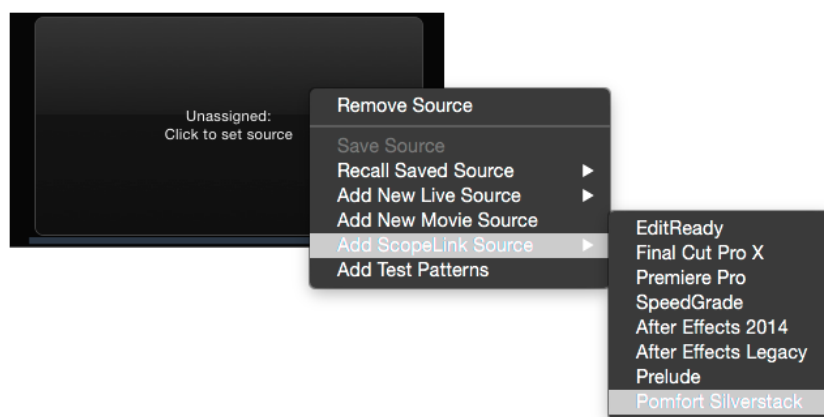 Unassigned:
Click to set source
Remove Source
Save Source
Recall Saved Source
Add New Live Source
Add New Movie Source
Add ScopeLink Source
Add Test Patterns
EditReady
Final Cut Pro X
Premiere Pro
SpeedGrade
After Effects 2014
After Effects Legacy
Prelude
Pomfort Silverstack